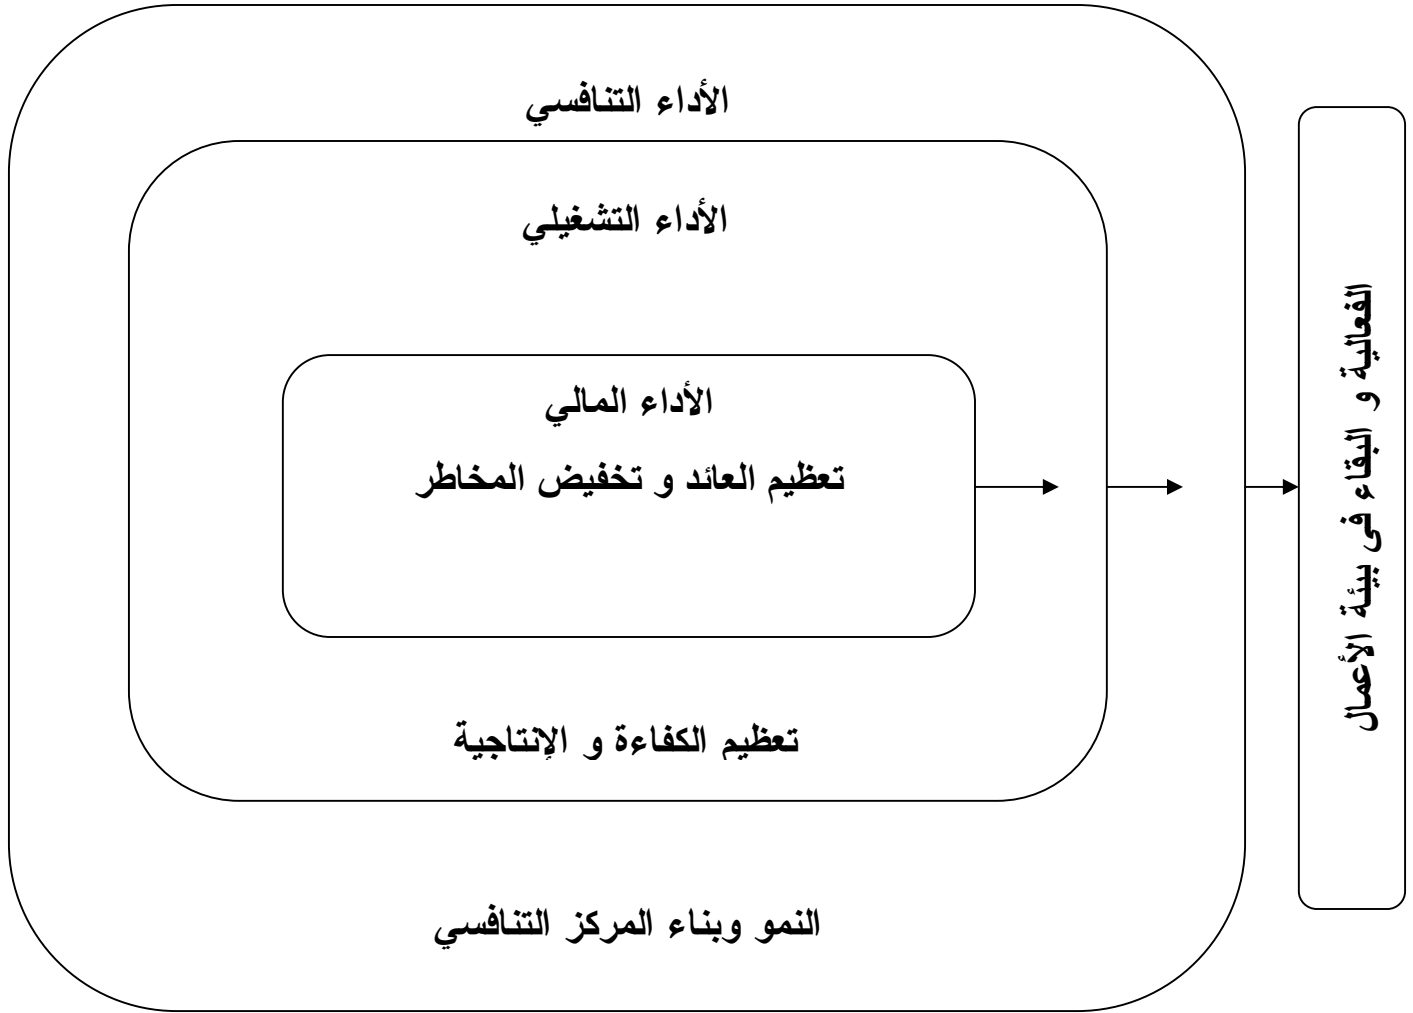 الأداء التنافسي
الأداء التشغيلي
الأداء المالي
تعظيم العائد و تخفيض المخاطر
تعظيم الكفاءة و الإنتاجية
النمو وبناء المركز التنافسي
الفعالية و البقاء فى بيئة الأعمال